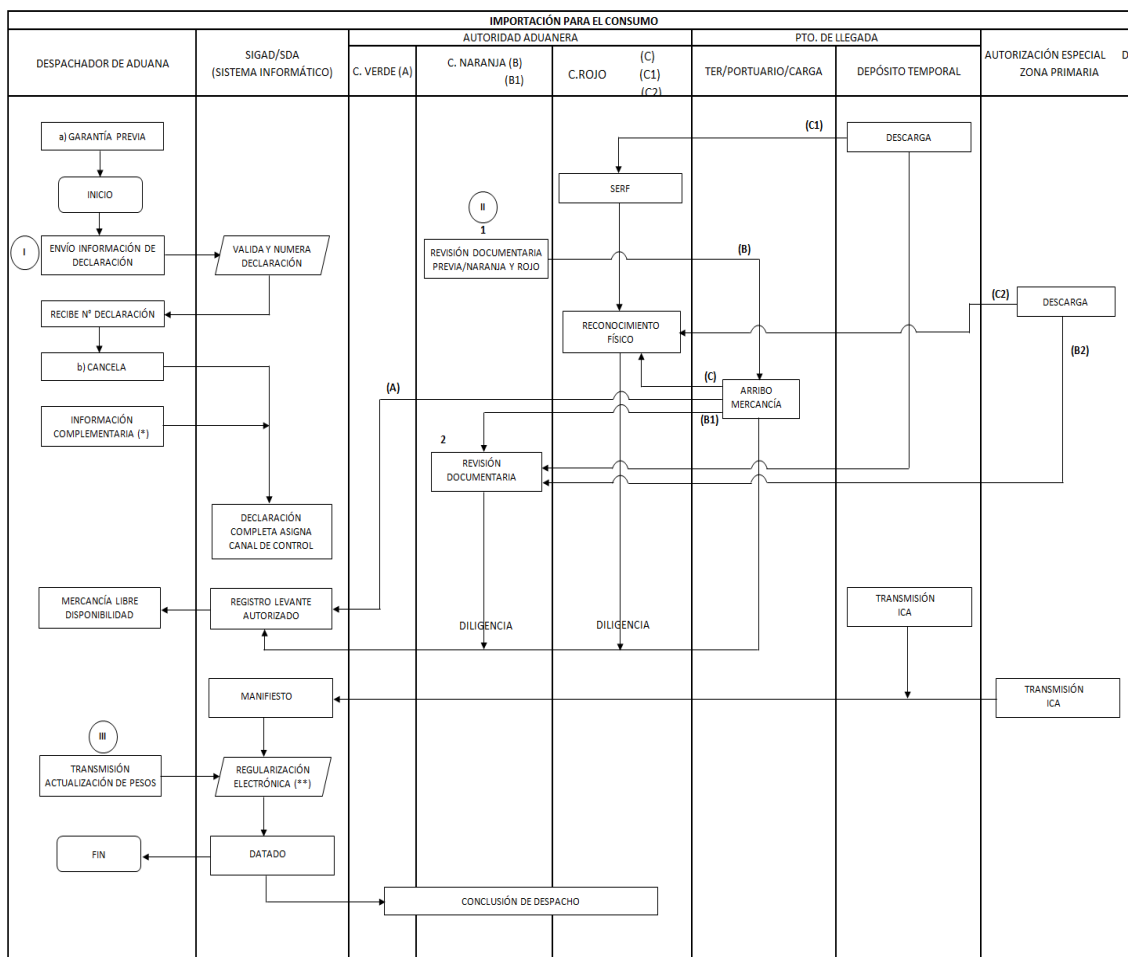 IMPORTACIÓN PARA EL CONSUMO
DESPACHADOR DE ADUANA
SIGAD/SDA
(SISTEMA INFORMÁTICO)
AUTORIDAD ADUANERA
C. VERDE (A)
C. NARANJA (B)
(B1)
C.ROJO
(C)
(C1)
(C2)
PTO. DE LLEGADA
TER/PORTUARIO/CARGA
DEPÓSITO TEMPORAL
AUTORIZACIÓN ESPECIAL D
ZONA PRIMARIA
a) GARANTÍA PREVIA
(C1)
DESCARGA
INICIO
SERF
II
1
I
ENVÍO INFORMACIÓN DE
DECLARACIÓN
VALIDA Y NUMERA
DECLARACIÓN
REVISIÓN DOCUMENTARIA
PREVIA/NARANJA Y ROJO
(B)
(C2)
DESCARGA
RECIBE N° DECLARACIÓN
RECONOCIMIENTO
FÍSICO
(B2)
b) CANCELA
(A)
(C)
ARRIBO
MERCANCÍA
(B1)
INFORMACIÓN
COMPLEMENTARIA (*)
2
REVISIÓN
DOCUMENTARIA
DECLARACIÓN
COMPLETA ASIGNA
CANAL DE CONTROL
MERCANCÍA LIBRE
DISPONIBILIDAD
REGISTRO LEVANTE
AUTORIZADO
TRANSMISIÓN
ICA
DILIGENCIA
DILIGENCIA
MANIFIESTO
TRANSMISIÓN
ICA
III
TRANSMISIÓN
ACTUALIZACIÓN DE PESOS
REGULARIZACIÓN
ELECTRÓNICA (**)
FIN
DATADO
CONCLUSIÓN DE DESPACHO